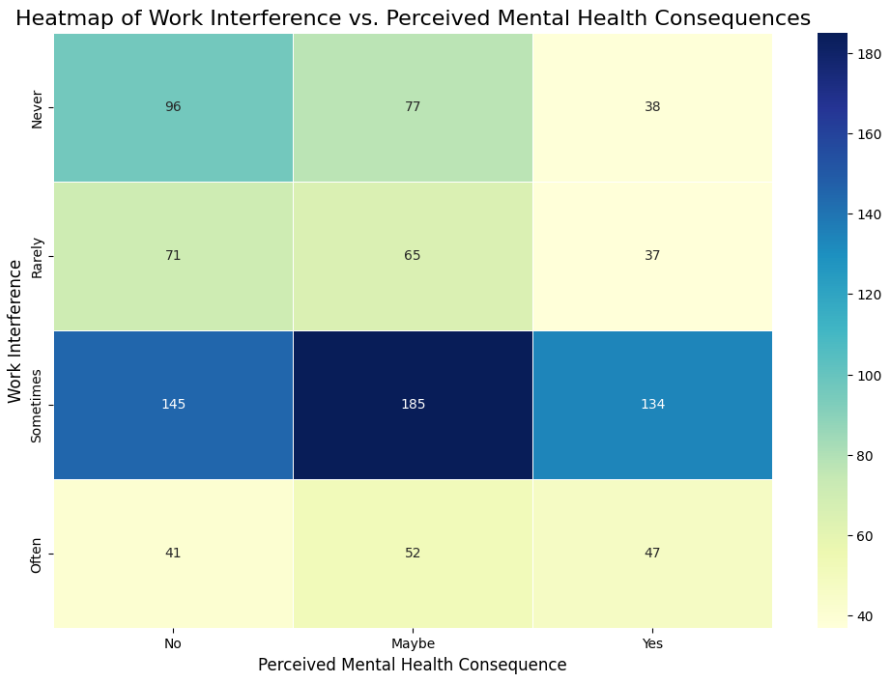 Heatmap of Work Interference vs. Perceived Mental Health Consequences
Work Interference
Never
96 77 38
Rarely
71 65 37
Sometimes
145 185 134
Often
41 52 47
No Maybe Yes
Perceived Mental Health Consequence
180
160
140
120
100
80
60
40